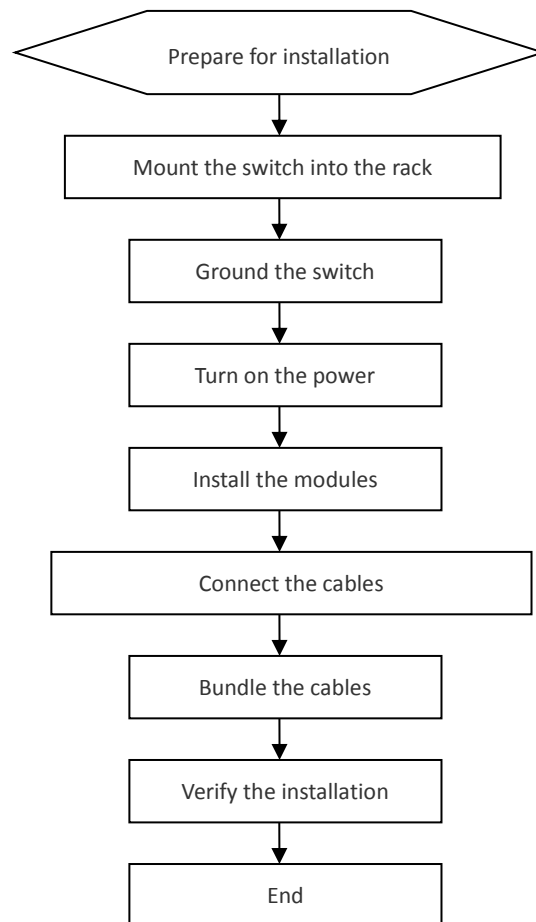 Prepare for installation
Mount the switch into the rack
Ground the switch
Turn on the power
Install the modules
Connect the cables
Bundle the cables
Verify the installation
End